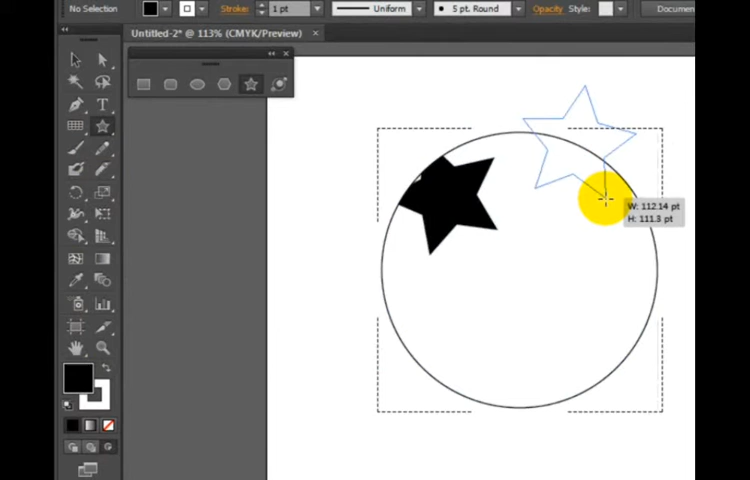 No Selection Stroke: 1 pt Uniform 5 pt. Round Opacity Style: Documen
Untitled-2* @ 113% (CMYK/Preview) ×
T
W: 112.14 pt
H: 111.3 pt